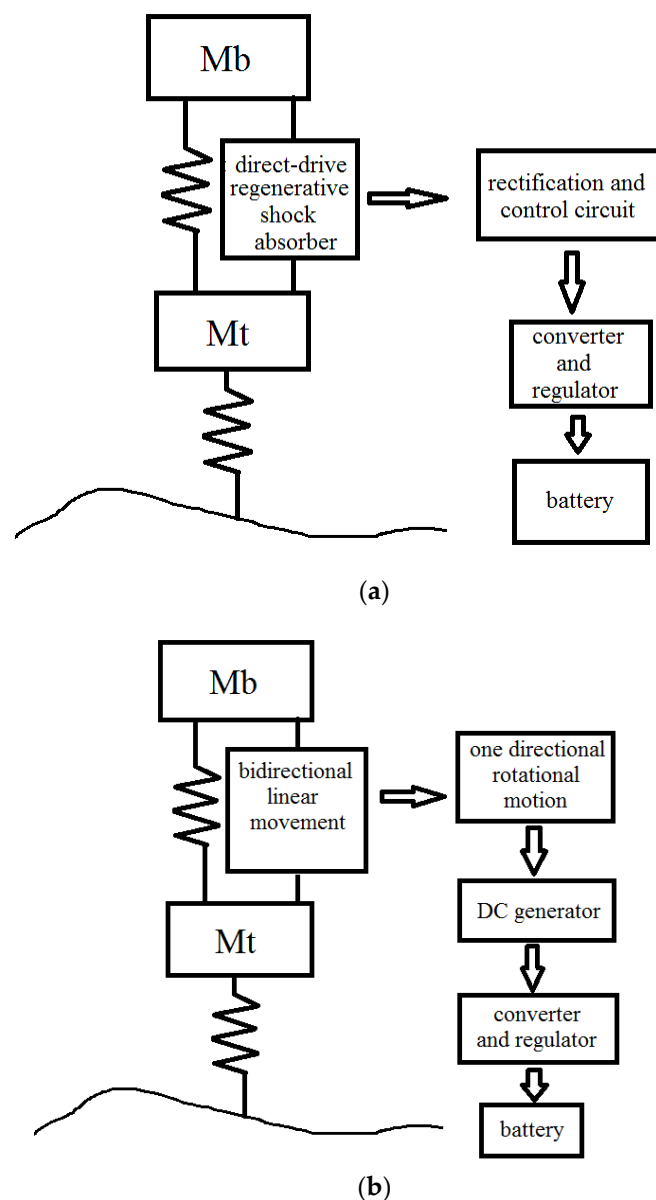 Mb
direct-drive
regenerative
shock
absorber
rectification and
control circuit
Mt
converter
and
regulator
battery
(a)
Mb
bidirectional
linear
movement
one directional
rotational
motion
DC generator
Mt
converter
and regulator
battery
(b)